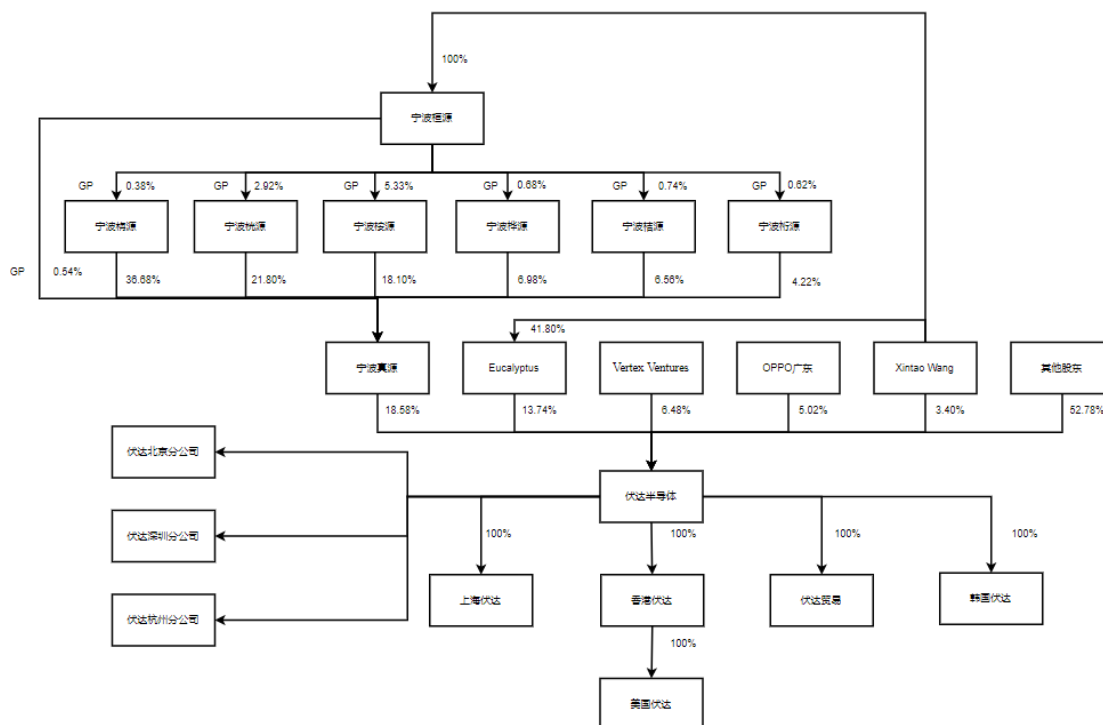 100%
宁波桓源
GP
0.38%
GP
2.92%
GP
5.33%
GP
0.68%
GP
0.74%
GP
0.62%
宁波梅源
宁波桄源
宁波桉源
宁波桦源
宁波桔源
宁波桁源
GP
0.54%
36.68%
21.80%
18.10%
6.98%
6.56%
4.22%
41.80%
宁波真源
Eucalyptus
Vertex Ventures
OPPO广东
Xintao Wang
其他股东
18.58%
13.74%
6.48%
5.02%
3.40%
52.78%
伏达北京分公司
伏达半导体
伏达深圳分公司
100%
100%
100%
100%
上海伏达
香港伏达
伏达贸易
韩国伏达
伏达杭州分公司
100%
美国伏达